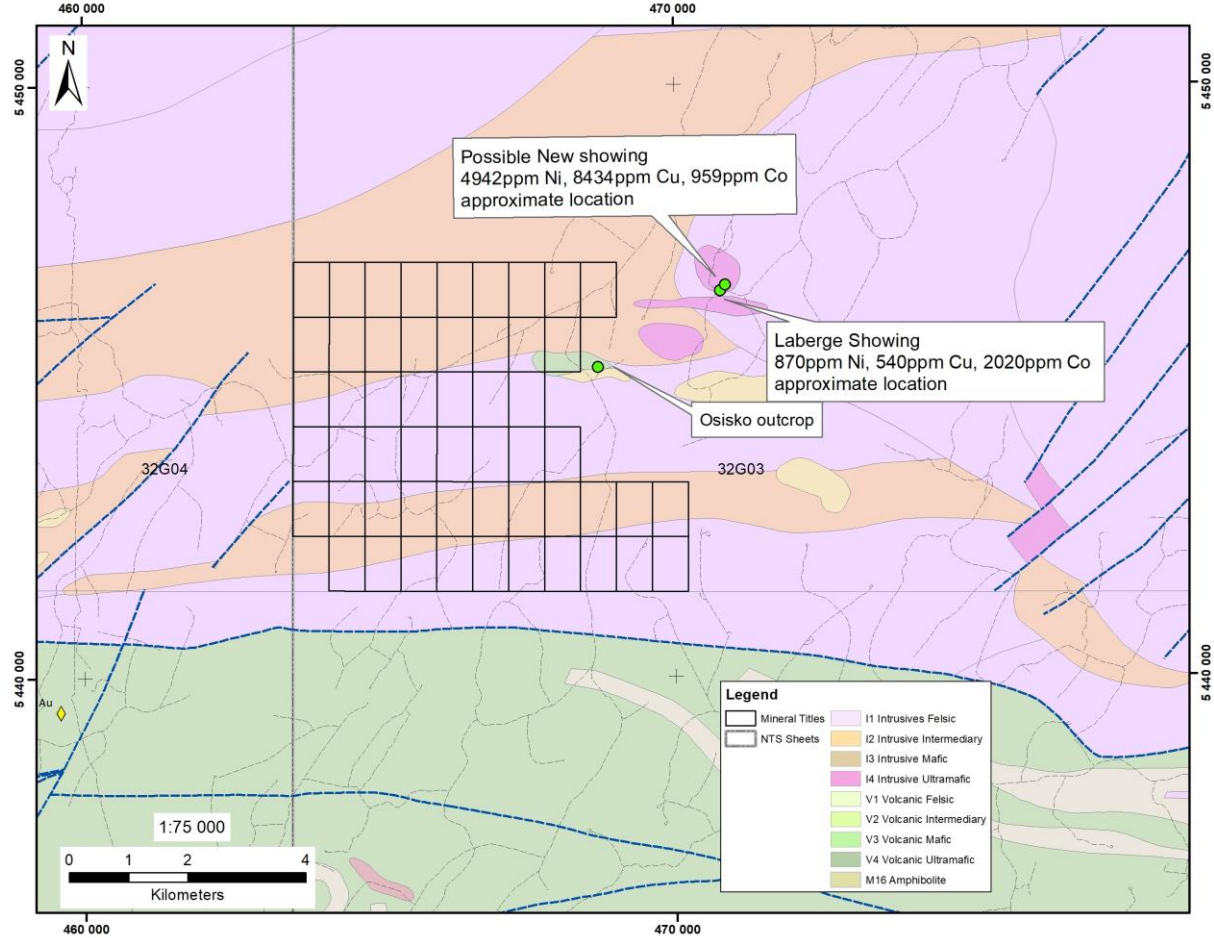 460 000
470 000
N
5 450 000
5 450 000
Possible New showing
4942ppm Ni, 8434ppm Cu, 959ppm Co
approximate location
Laberge Showing
870ppm Ni, 540ppm Cu, 2020ppm Co
approximate location
Osisko outcrop
32G04
32G03
5 440 000
5 440 000
Au
Legend
Mineral Titles
NTS Sheets
I1 Intrusives Felsic
I2 Intrusive Intermediary
I3 Intrusive Mafic
I4 Intrusive Ultramafic
V1 Volcanic Felsic
V2 Volcanic Intermediary
V3 Volcanic Mafic
V4 Volcanic Ultramafic
M16 Amphibolite
1:75 000
0 1 2 4
Kilometers
460 000
470 000